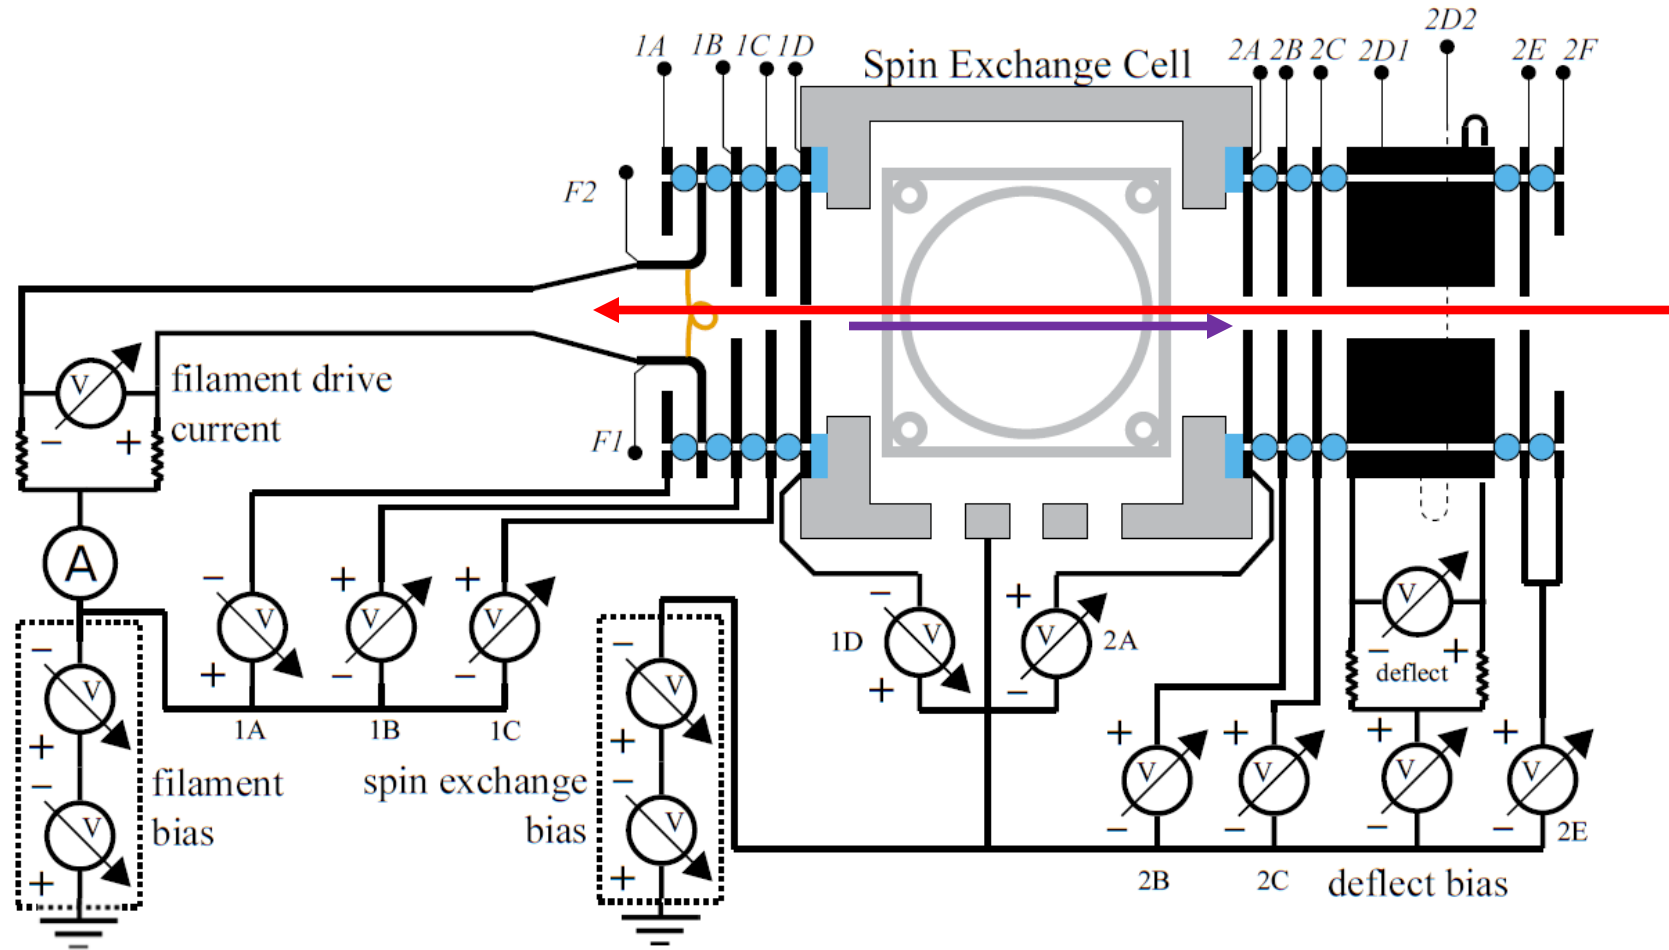 1A
1B
1C
1D
Spin Exchange Cell
2A
2B
2C
2D1
2D2
2E
2F
F2
F1
V
− +
filament drive
current
A
− V +
− V +
filament
bias
− V +
1A
+ V −
1B
+ V −
1C
− V +
− V +
spin exchange
bias
− V +
1D
+ V −
2A
+ V −
2B
+ V −
2C
V
− +
deflect
+ V −
deflect bias
+ V −
2E